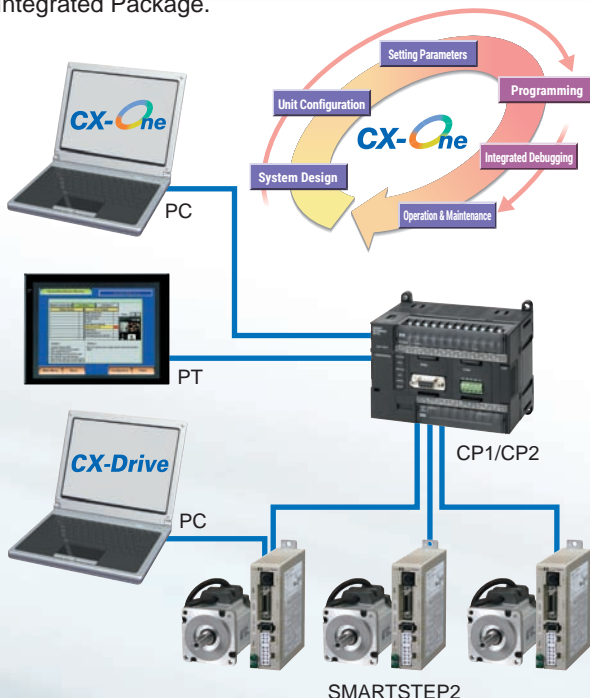 Integrated Package.
CX-One
Setting Parameters
Programming
Unit Configuration
CX-One
Integrated Debugging
System Design
Operation & Maintenance
PC
PT
CP1/CP2
CX-Drive
PC
SMARTSTEP2